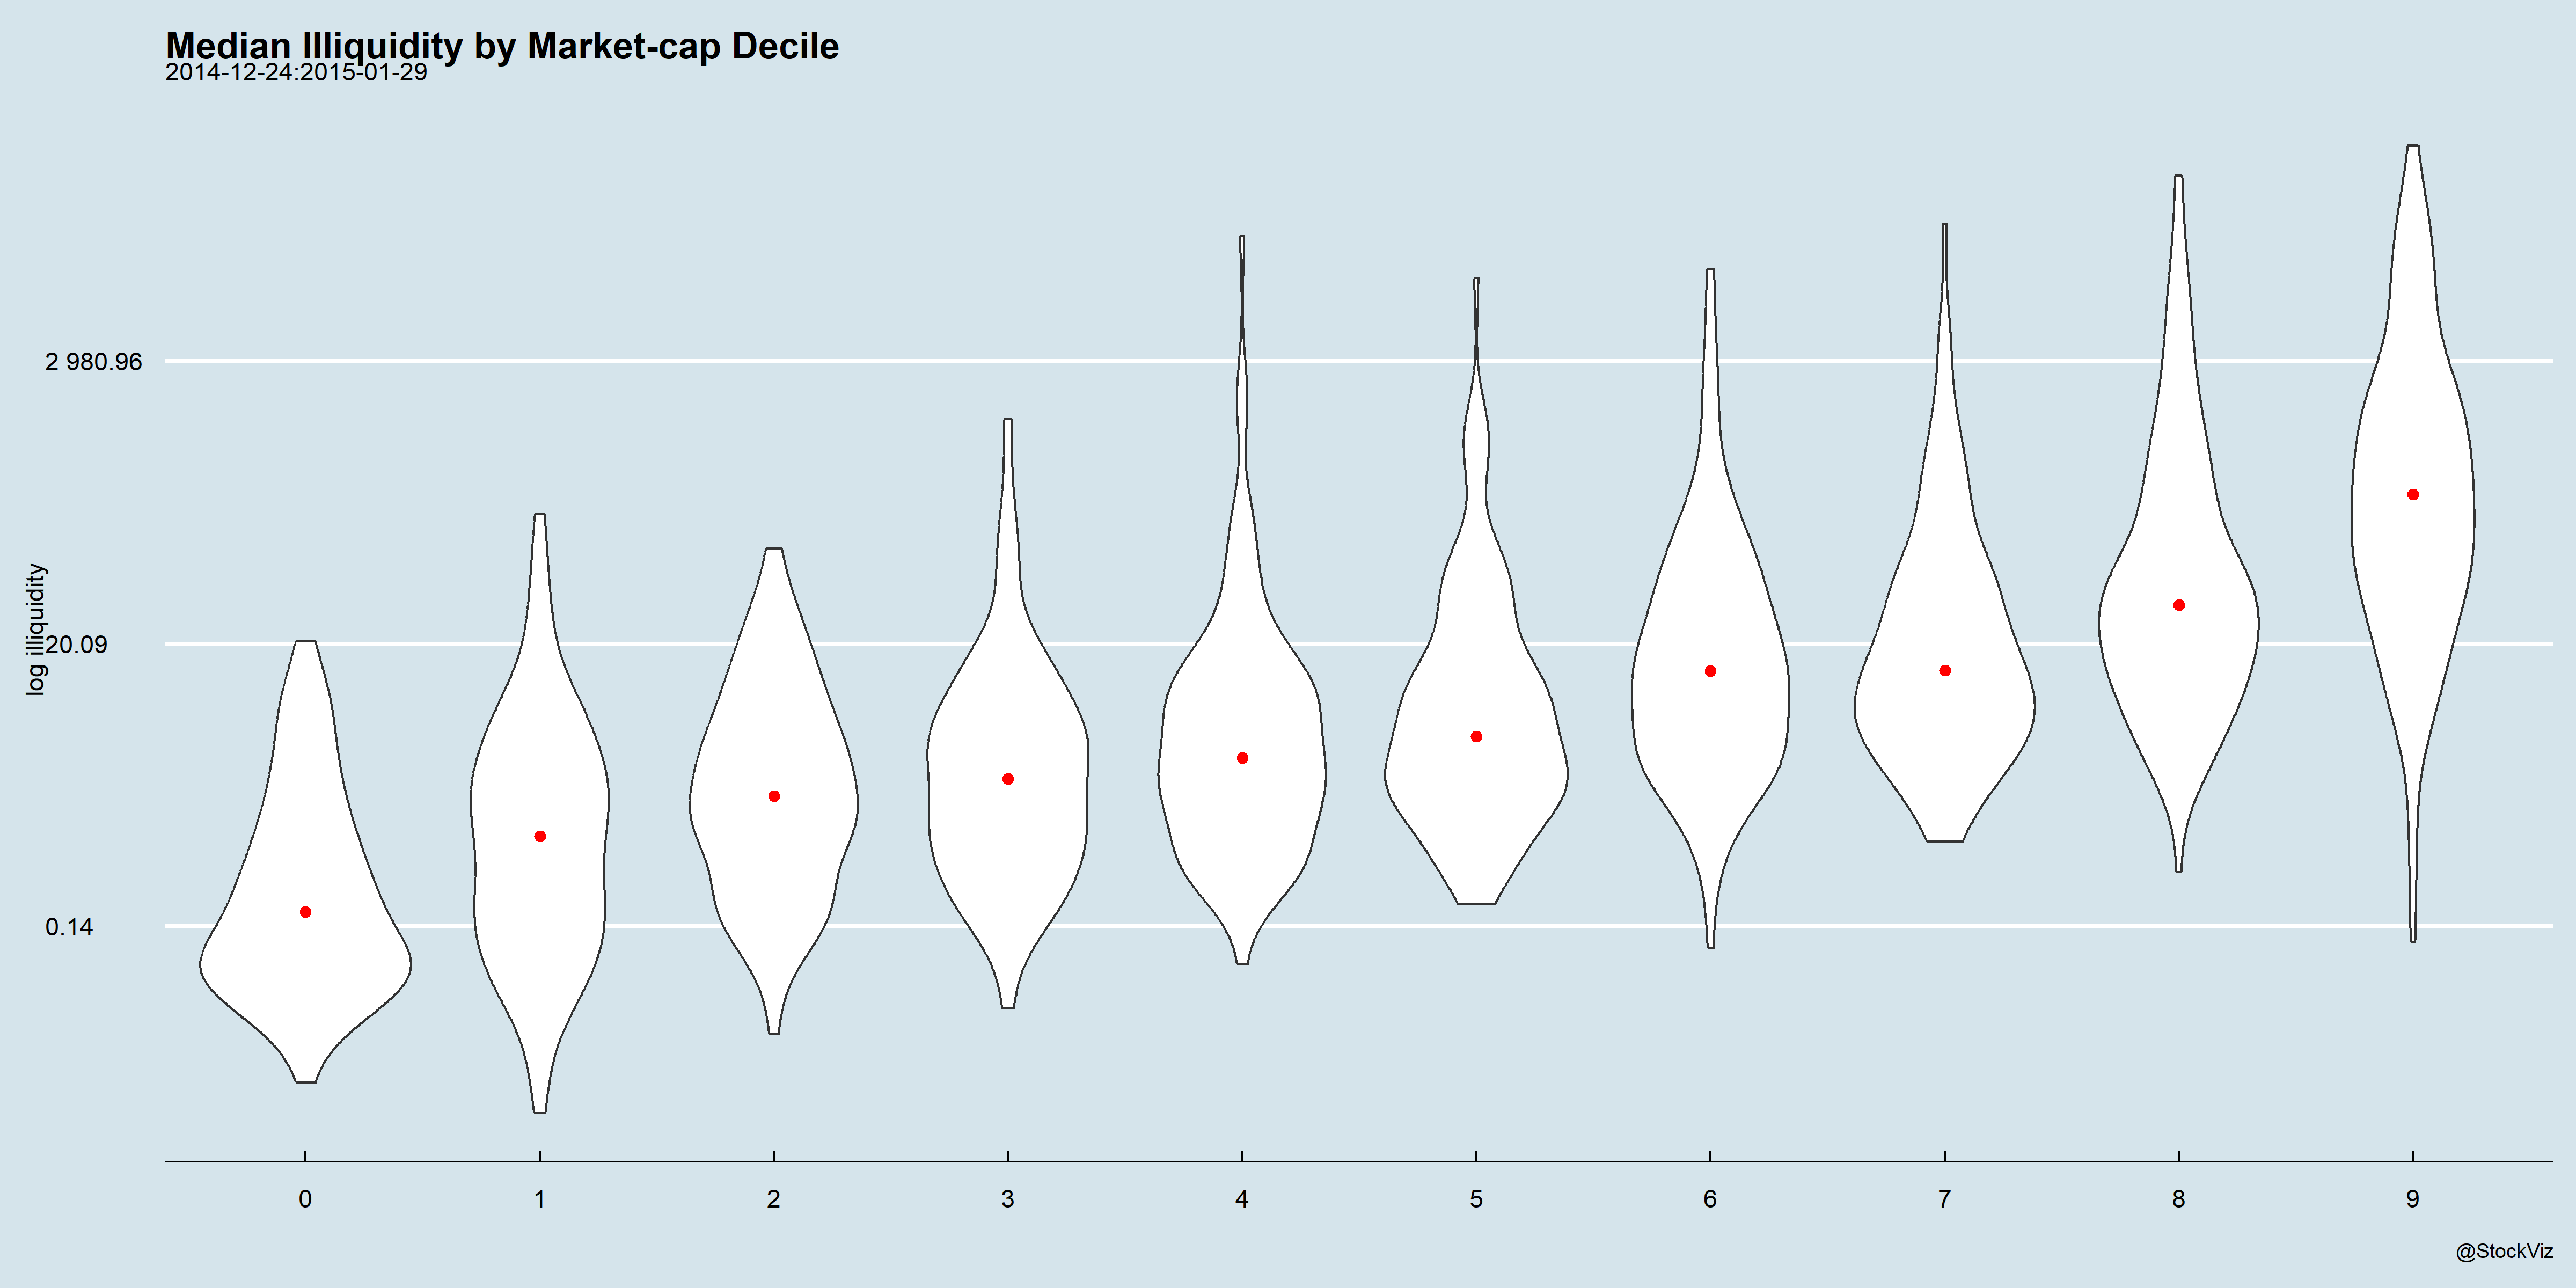 Median Illiquidity by Market-cap Decile
2014-12-24:2015-01-29
2 980.96
20.09
0.14
log illiquidity
0 1 2 3 4 5 6 7 8 9
@StockViz